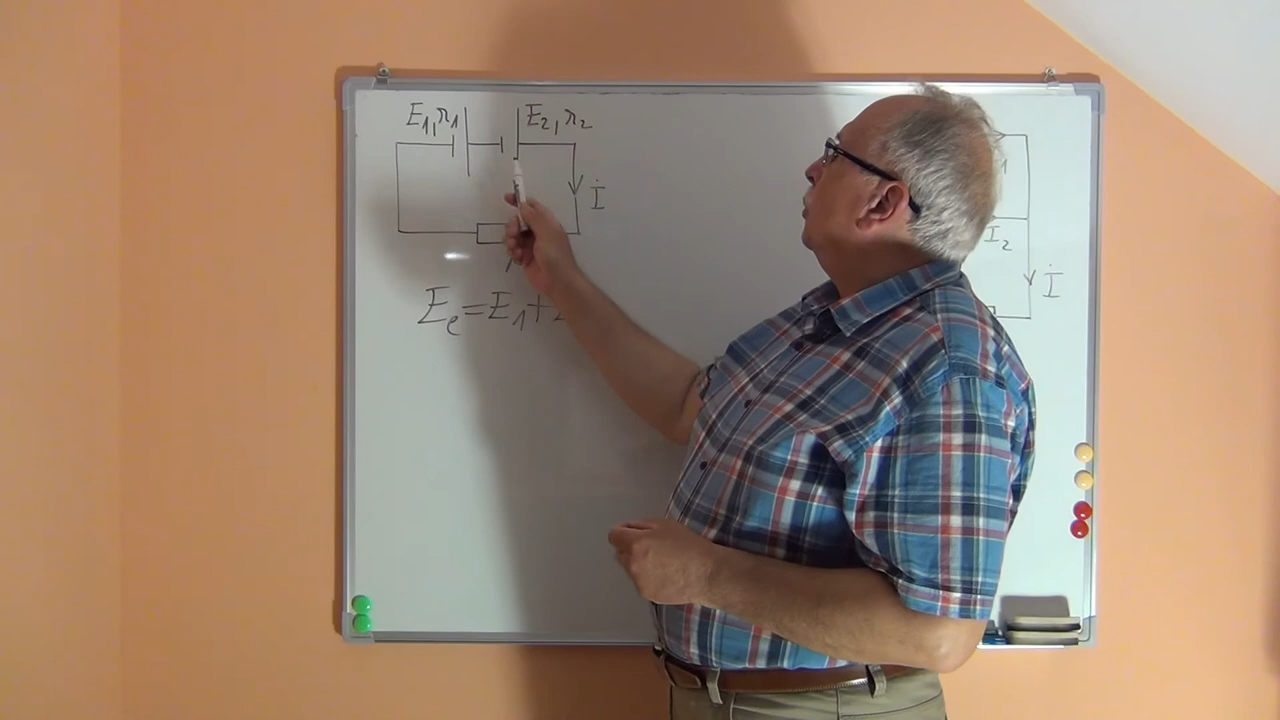 E1,r1
E2,r2
İ
Ee=E1+
I2
İ